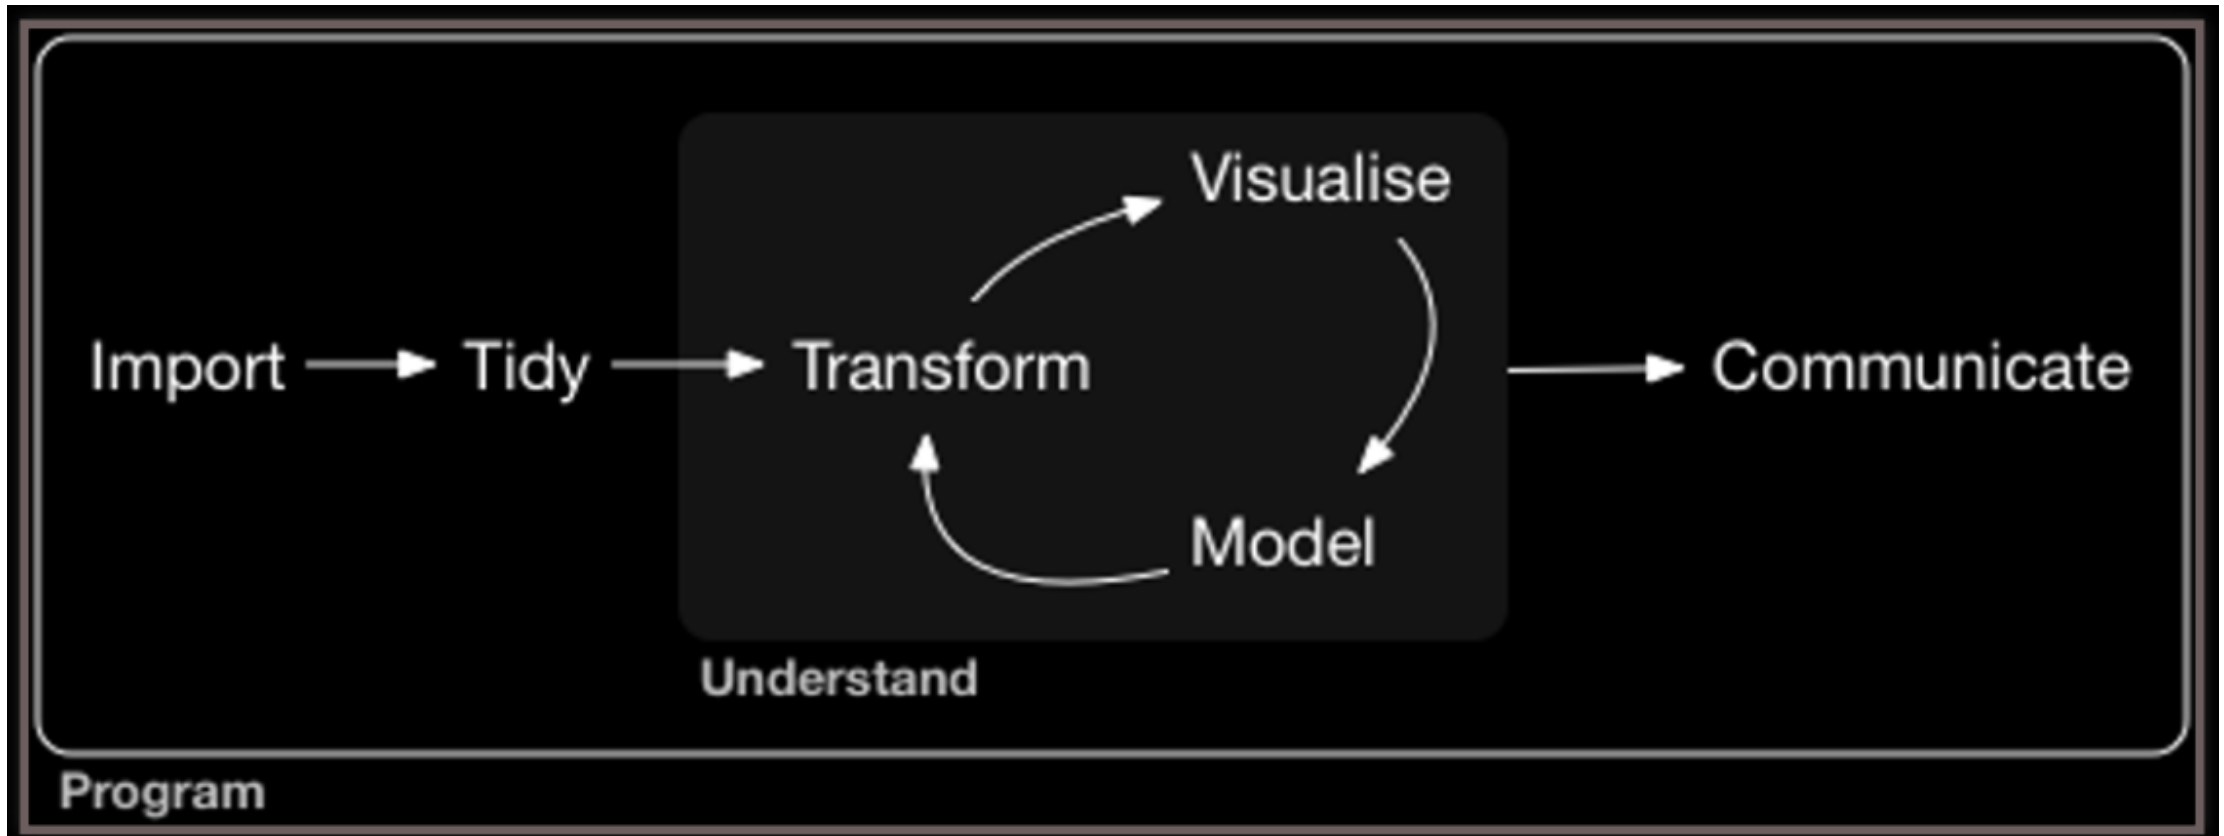 Visualise
Import Tidy Transform Communicate
Model
Understand
Program